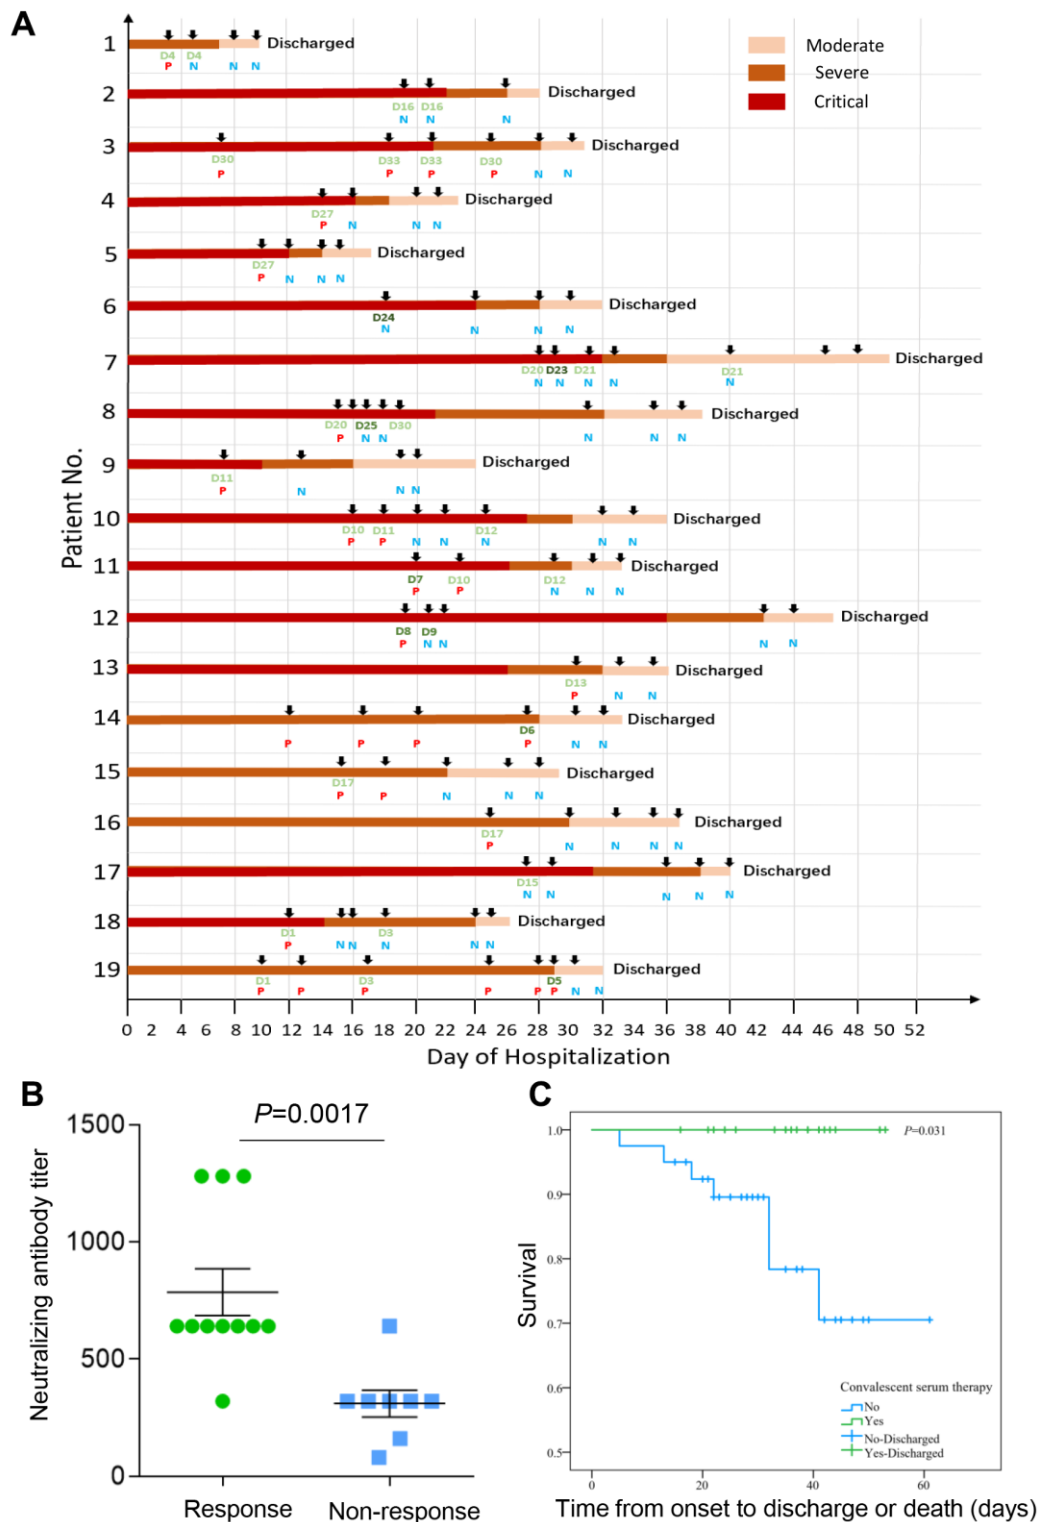 A
Moderate
Severe
Critical
Patient No.
1 Discharged
D4 D4
P N N N
2 Discharged
D16 D16
N N N
3 Discharged
D30 D33 D33 D30
P P P P N N
4 Discharged
D27
P N N N
5 Discharged
D27
P N N N
6 Discharged
D24
N N N N
7 Discharged
D20 D23 D21 D21
N N N N N
8 Discharged
D20 D25 D30
P N N N N N
9 Discharged
D11
P N N N
10 Discharged
D10 D11 D12
P P N N N N N
11 Discharged
D7 D10 D12
P P N N N
12 Discharged
D8 D9
P N N N N
13 Discharged
D13
P N N
14 Discharged
D6
P P P P N N
15 Discharged
D17
P P N N N
16 Discharged
D17
P N N N N
17 Discharged
D15
N N N N N
18 Discharged
D1 D3
P N N N N N
19 Discharged
D1 D3 D5
P P P P P P N N
0 2 4 6 8 10 12 14 16 18 20 22 24 26 28 30 32 34 36 38 40 42 44 46 48 50 52
Day of Hospitalization
B
P=0.0017
Neutralizing antibody titer
1500
1000
500
0
Response Non-response
C
P=0.031
Survival
1.0
0.9
0.8
0.7
0.6
0.5
Convalescent serum therapy
No
Yes
No-Discharged
Yes-Discharged
0 20 40 60
Time from onset to discharge or death (days)